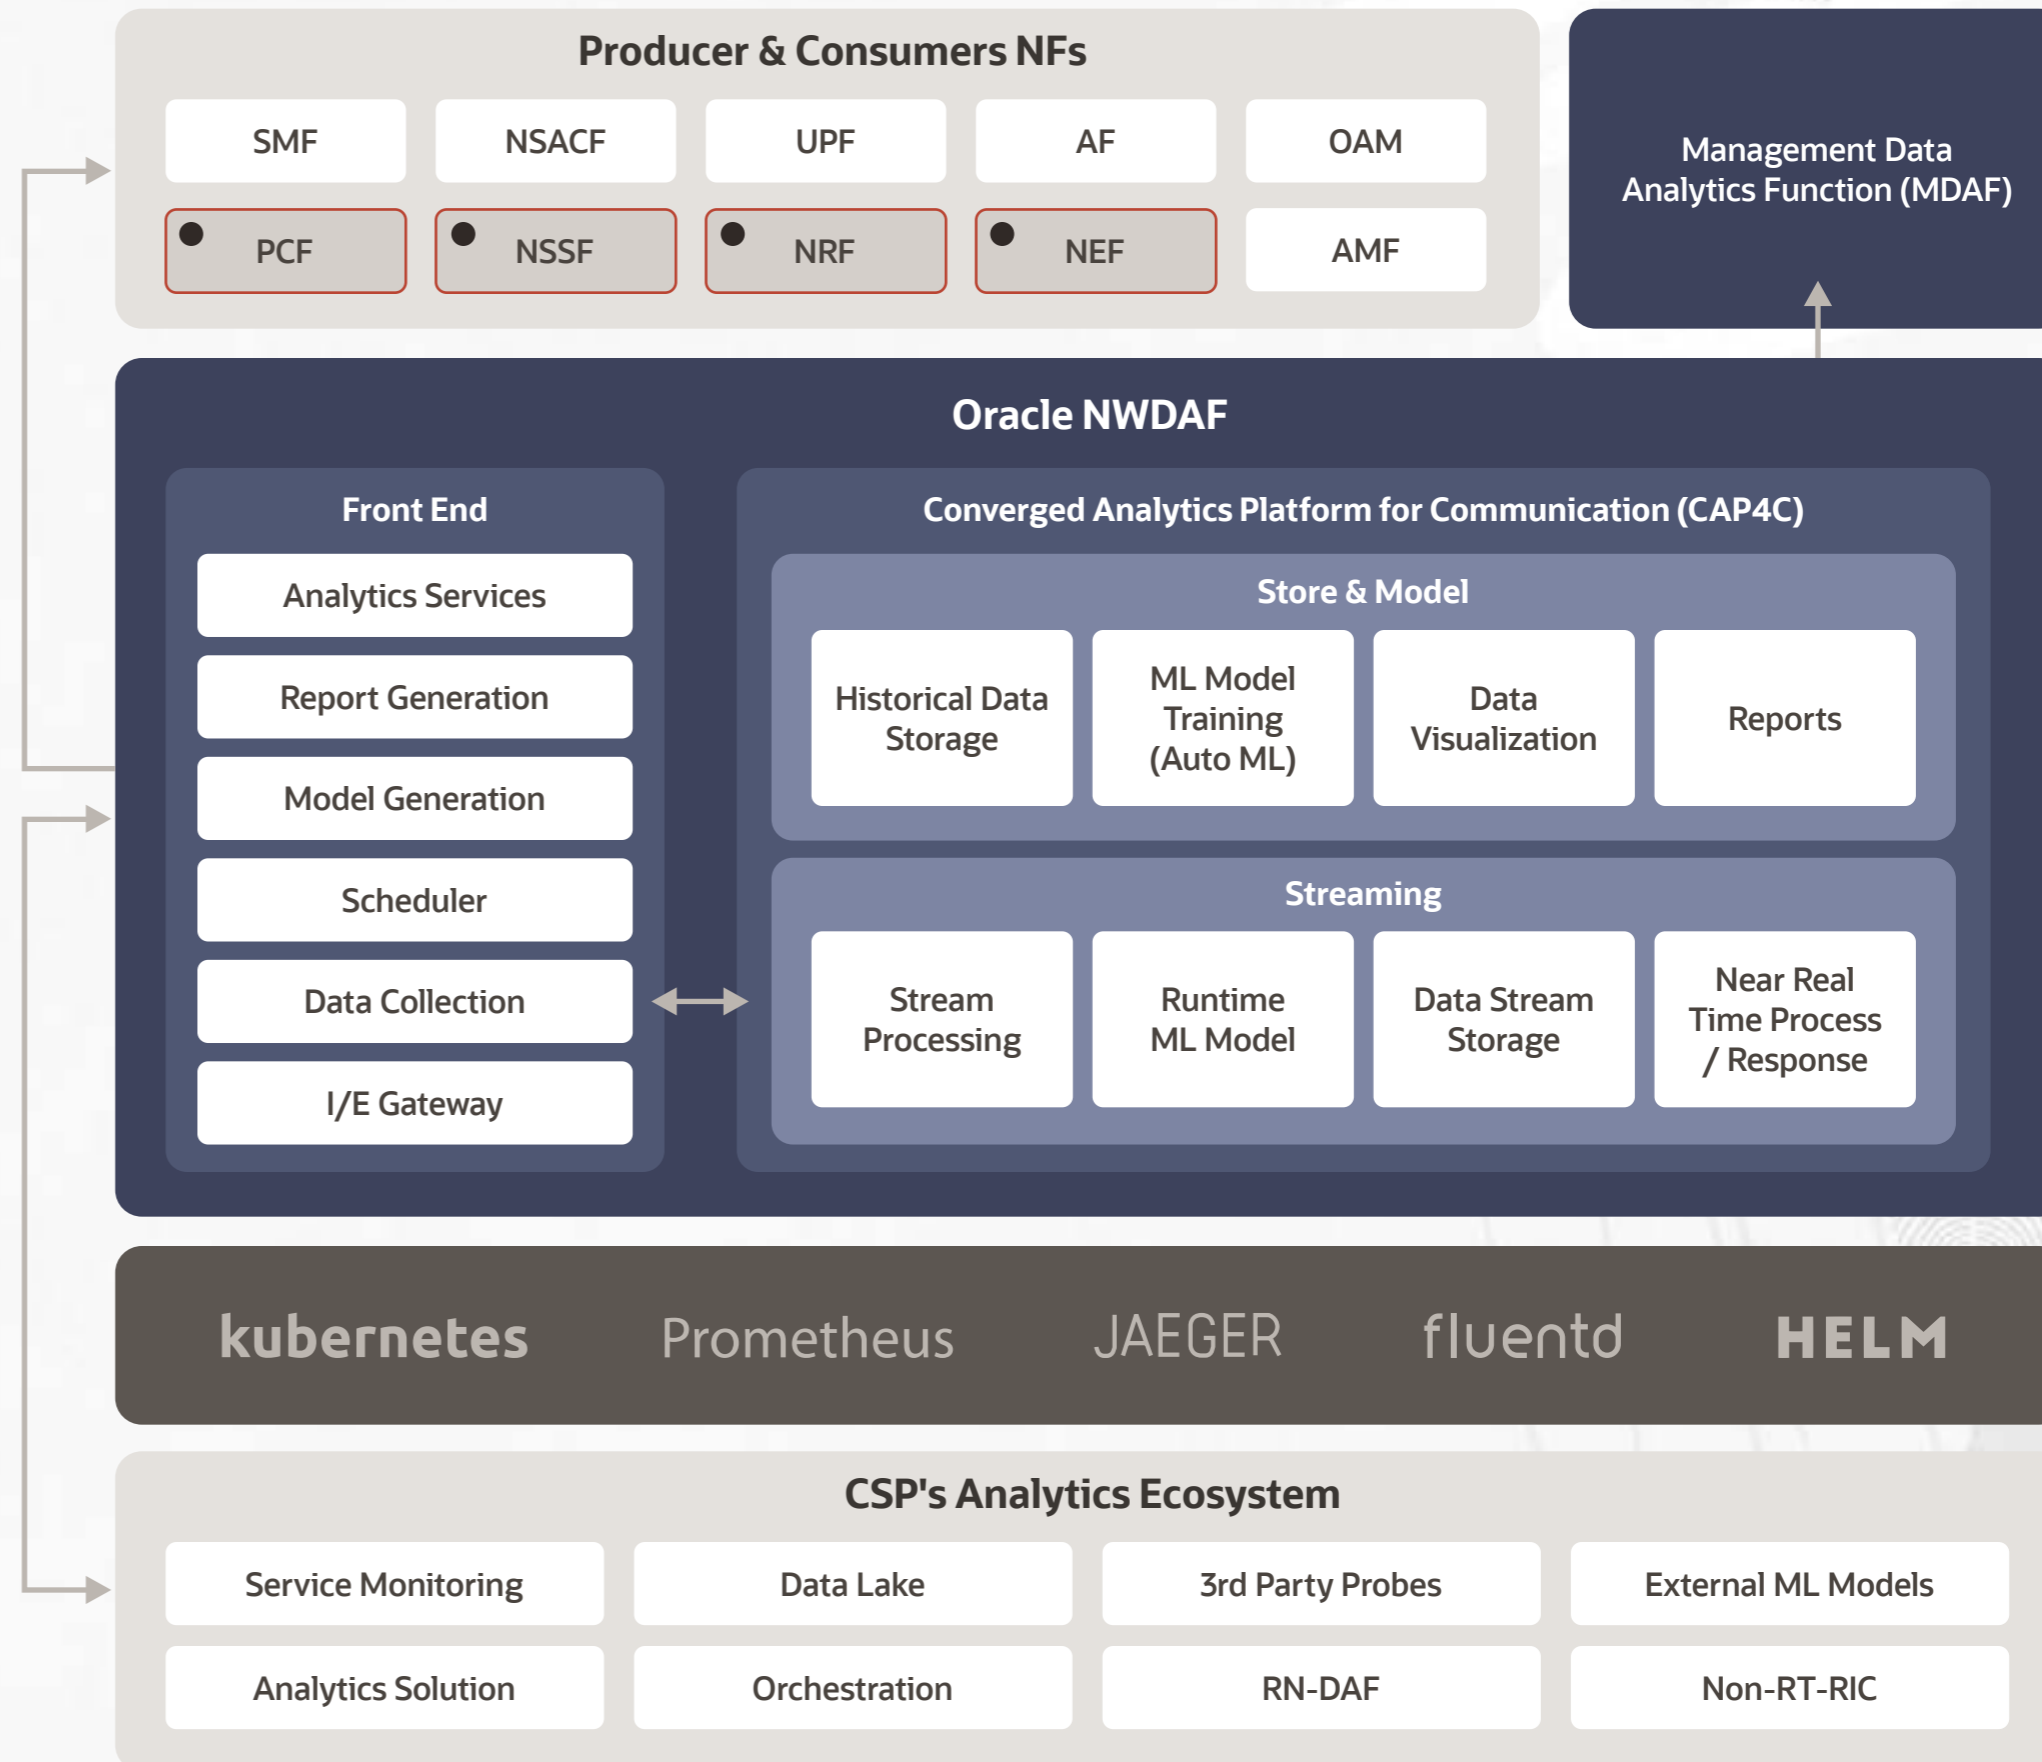 Producer & Consumers NFs
SMF
NSACF
UPF
AF
OAM
PCF
NSSF
NRF
NEF
AMF
Management Data
Analytics Function (MDAF)
Oracle NWDAF
Front End
Analytics Services
Report Generation
Model Generation
Scheduler
Data Collection
I/E Gateway
Converged Analytics Platform for Communication (CAP4C)
Store & Model
Historical Data
Storage
ML Model
Training
(Auto ML)
Data
Visualization
Reports
Streaming
Stream
Processing
Runtime
ML Model
Data Stream
Storage
Near Real
Time Process
/ Response
kubernetes
Prometheus
JAEGER
fluentd
HELM
CSP's Analytics Ecosystem
Service Monitoring
Data Lake
3rd Party Probes
External ML Models
Analytics Solution
Orchestration
RN-DAF
Non-RT-RIC